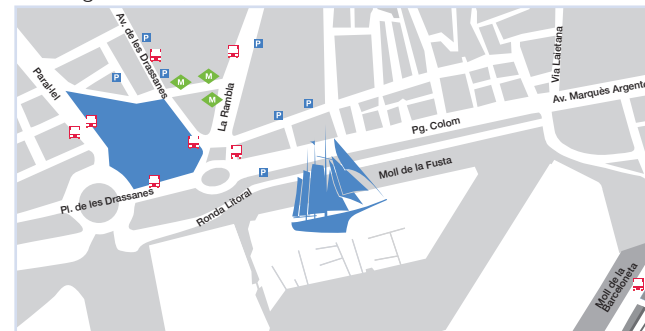 Av. de les Drassanes
Paral·lel
La Rambla
Via Laietana
Av. Marquès Argente
Pg. Colom
Moll de la Fusta
Pl. de les Drassanes
Ronda Litoral
Moll de la
Barceloneta
P
P
P
P
P
P
P
M
M
M